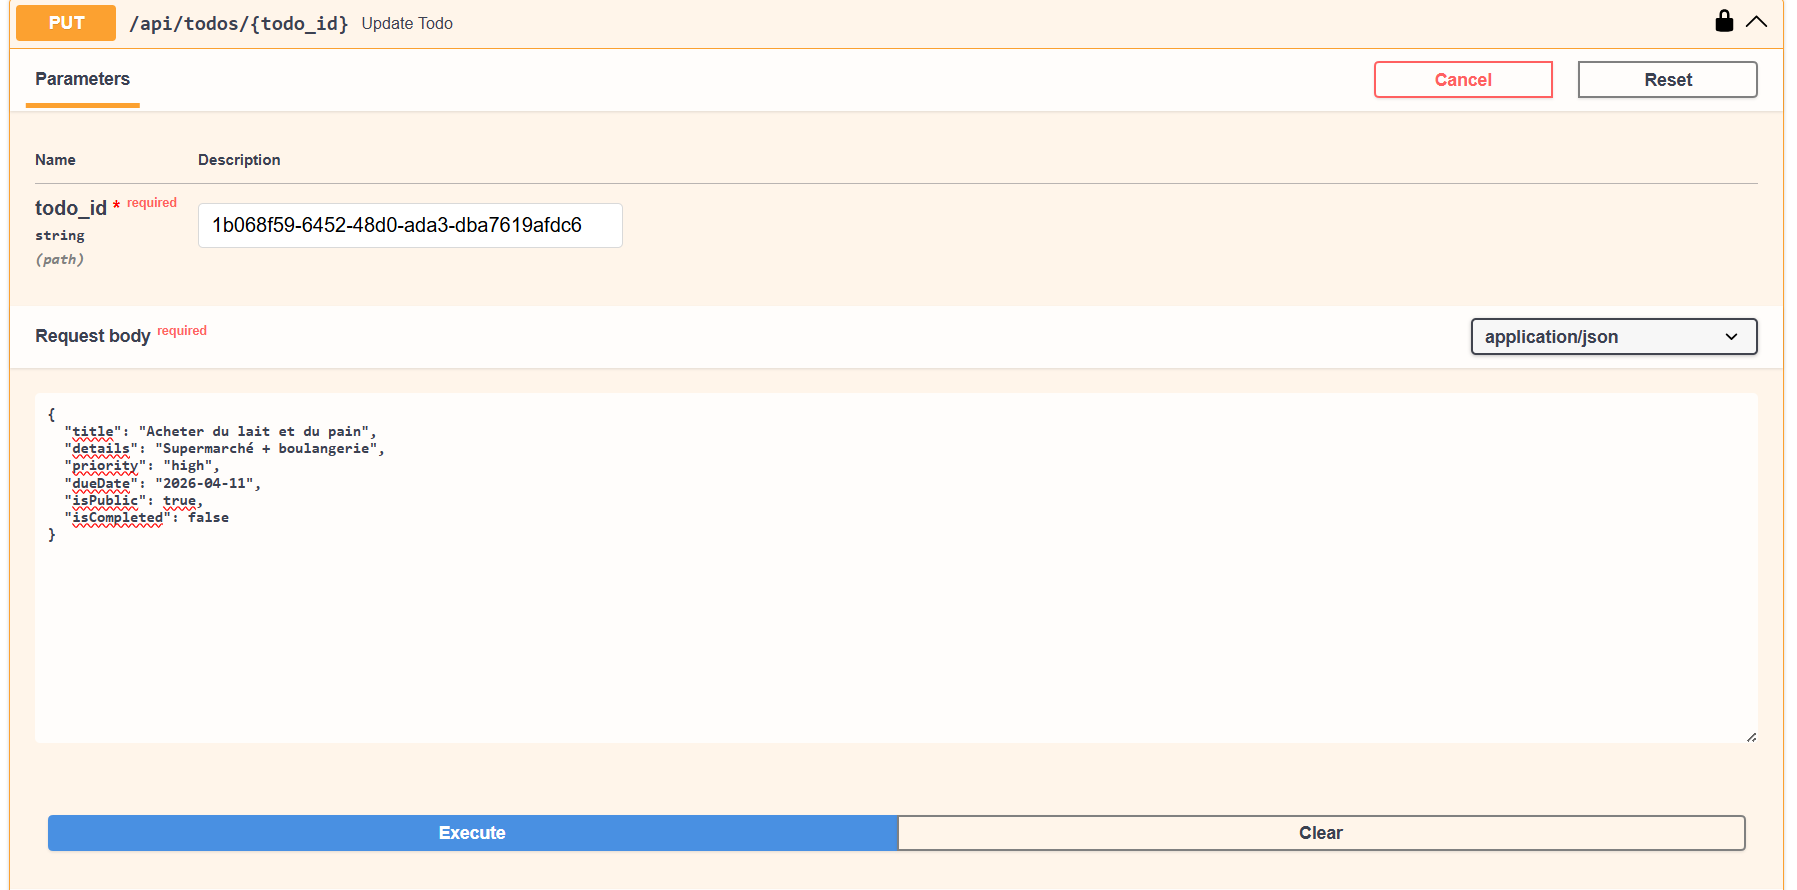 PUT /api/todos/{todo_id} Update Todo
Parameters
Cancel
Reset
Name Description
todo_id * required
string
(path)
1b068f59-6452-48d0-ada3-dba7619afdc6
Request body required
application/json
{
  "title": "Acheter du lait et du pain",
  "details": "Supermarché + boulangerie",
  "priority": "high",
  "dueDate": "2026-04-11",
  "isPublic": true,
  "isCompleted": false
}
Execute
Clear